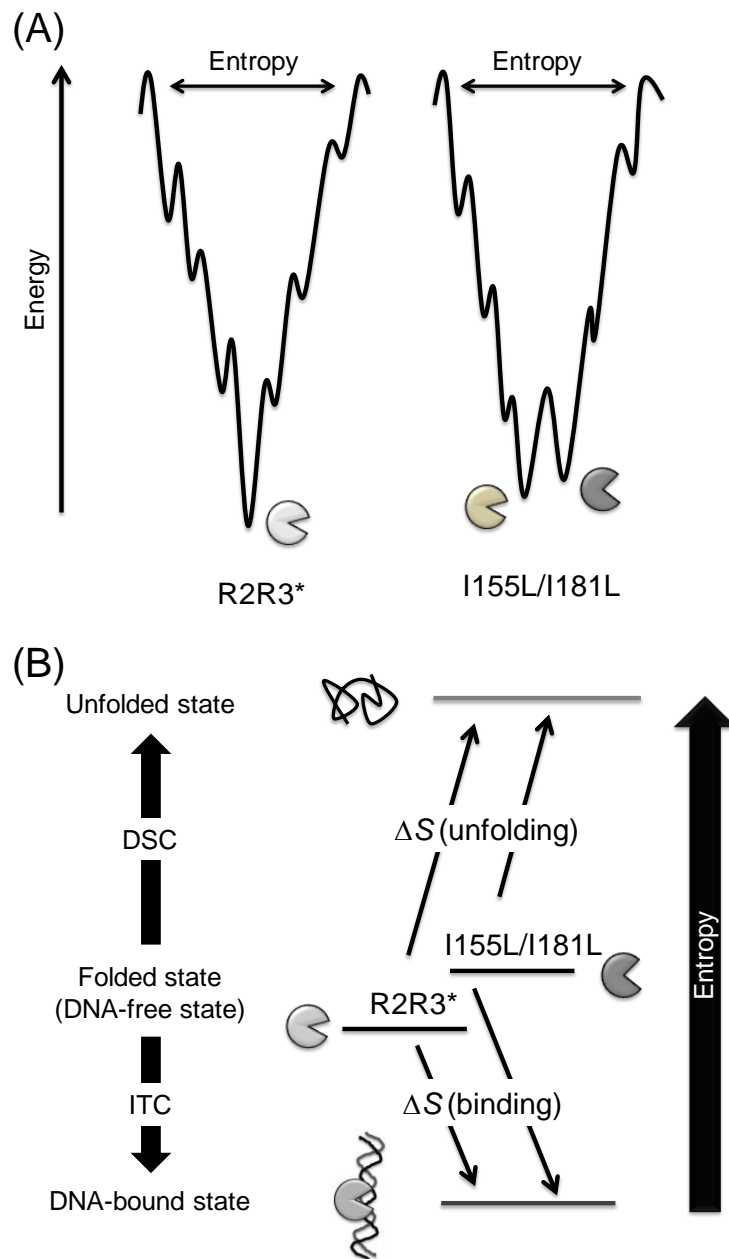 (A)
Entropy
Entropy
Energy
R2R3*
I155L/I181L
(B)
Unfolded state
DSC
ΔS (unfolding)
I155L/I181L
Folded state
(DNA-free state)
R2R3*
Entropy
ITC
ΔS (binding)
DNA-bound state